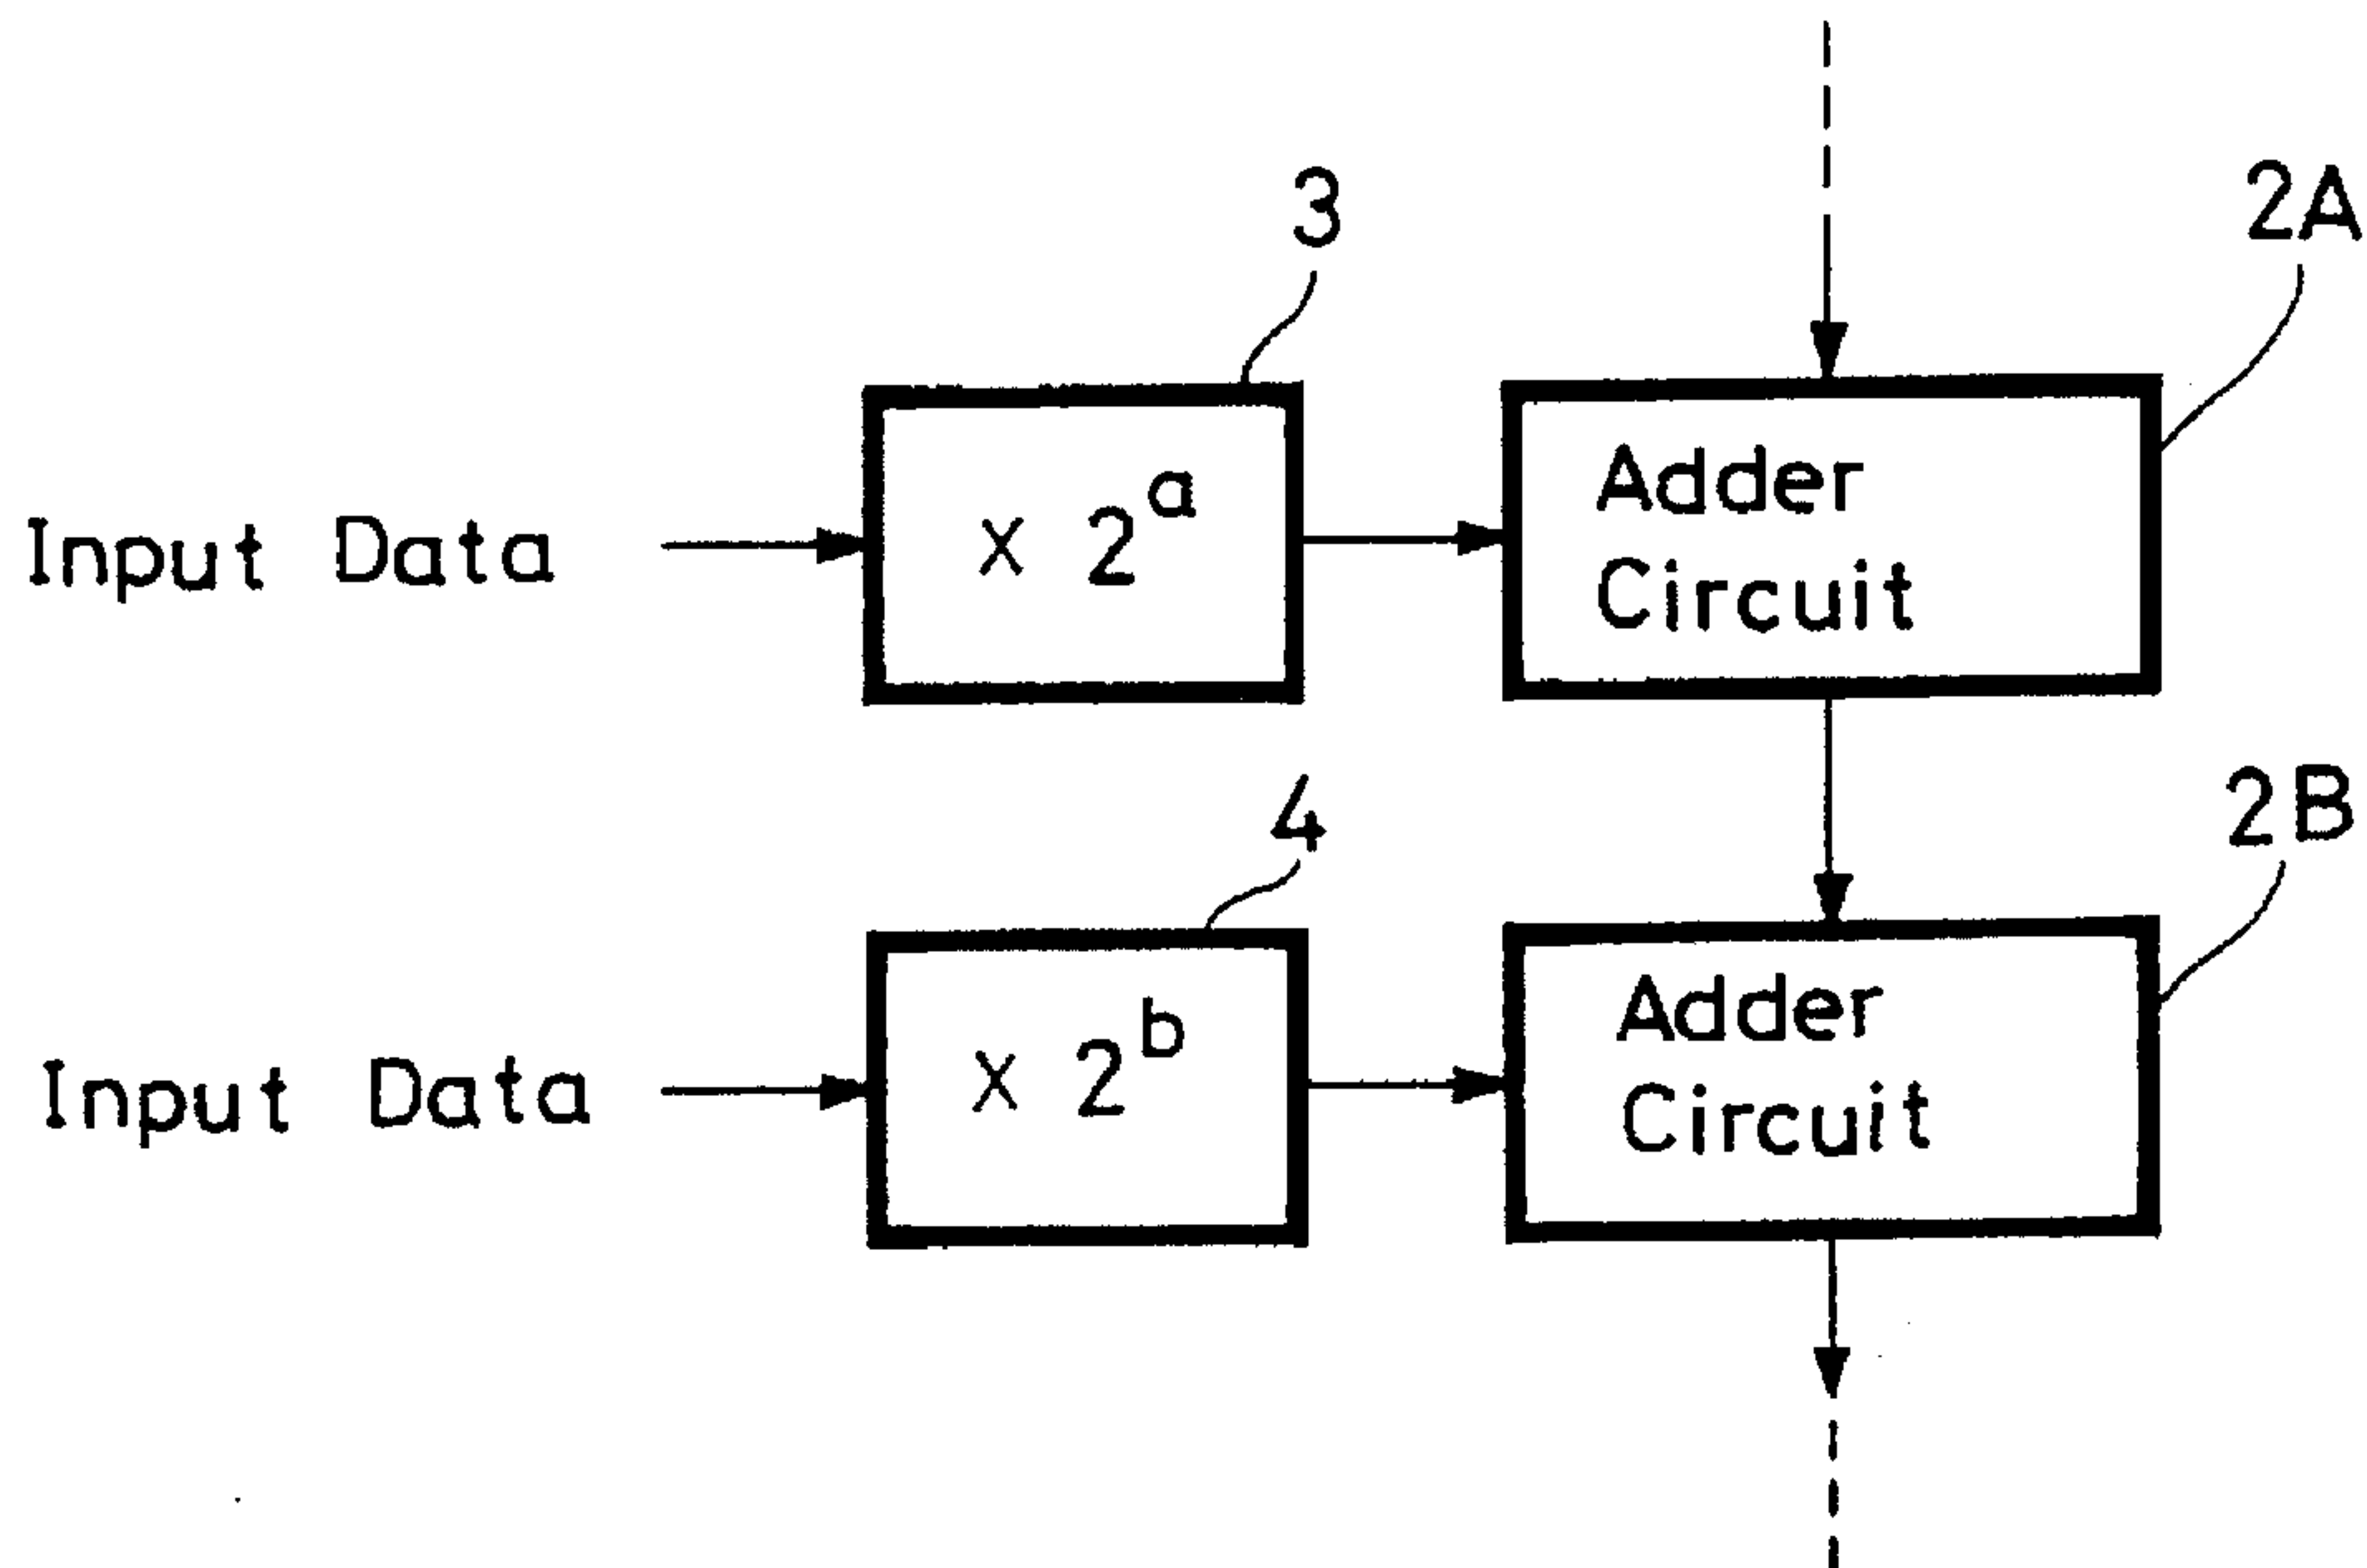 3
2A
Input Data
x 2^a
Adder
Circuit
4
2B
Input Data
x 2^b
Adder
Circuit